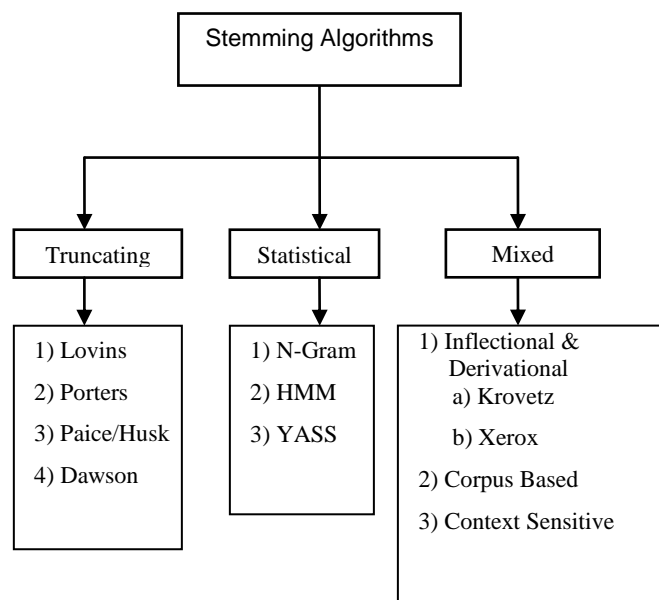 Stemming Algorithms
Truncating
Statistical
Mixed
1) Lovins
2) Porters
3) Paice/Husk
4) Dawson
1) N-Gram
2) HMM
3) YASS
1) Inflectional &
Derivational
a) Krovetz
b) Xerox
2) Corpus Based
3) Context Sensitive